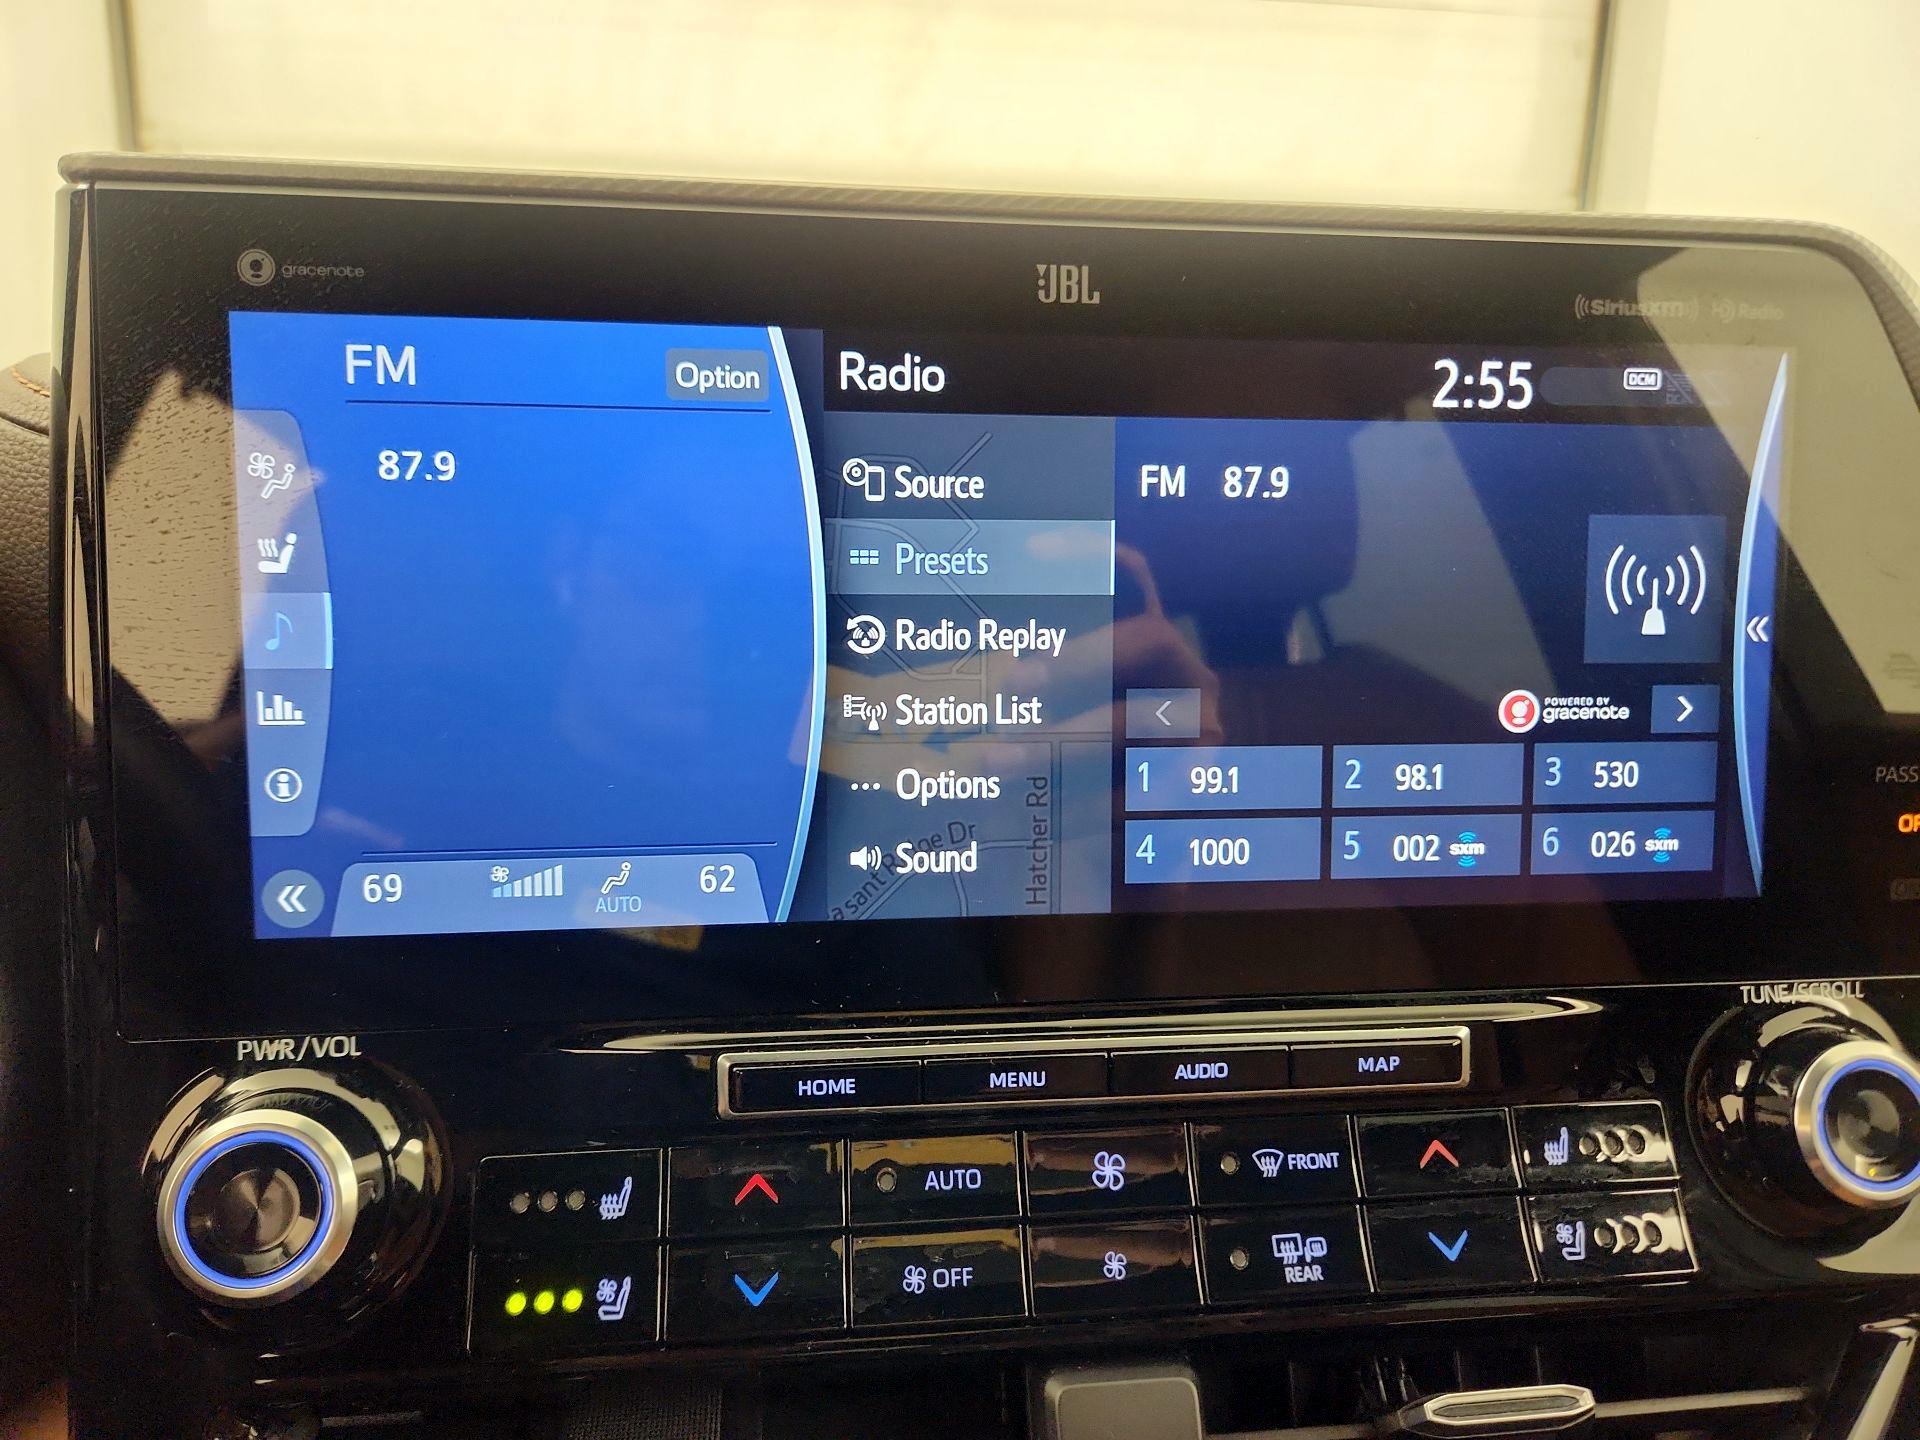 gracenote
JBL
SiriusXM HD Radio
FM
Option
87.9
69
AUTO
62
Radio
2:55
DCM
Source
Presets
Radio Replay
Station List
Options
Sound
Hatcher Rd
FM 87.9
POWERED BY
gracenote
1 99.1
2 98.1
3 530
4 1000
5 002 sxm
6 026 sxm
PASS
PWR/VOL
TUNE/SCROLL
HOME
MENU
AUDIO
MAP
AUTO
FRONT
OFF
REAR